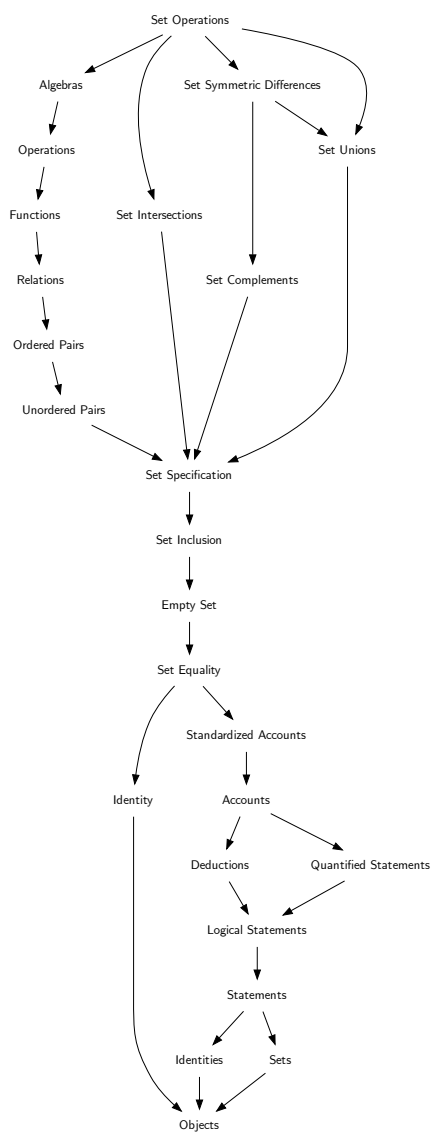 Set Operations
Algebras
Set Symmetric Differences
Operations
Set Unions
Functions
Set Intersections
Relations
Set Complements
Ordered Pairs
Unordered Pairs
Set Specification
Set Inclusion
Empty Set
Set Equality
Standardized Accounts
Identity
Accounts
Deductions
Quantified Statements
Logical Statements
Statements
Identities
Sets
Objects